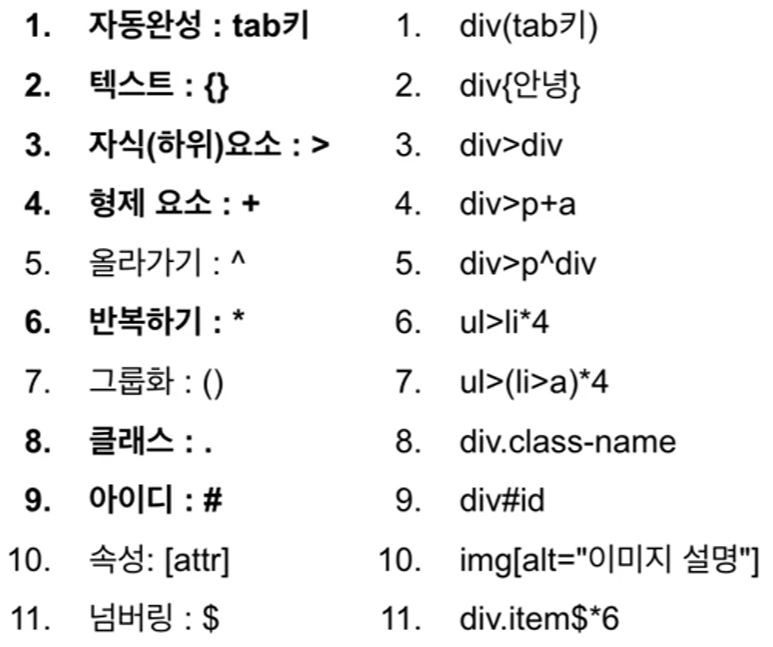 1. 자동완성 : tab키
2. 텍스트 : {}
3. 자식(하위)요소 : >
4. 형제 요소 : +
5. 올라가기 : ^
6. 반복하기 : *
7. 그룹화 : ()
8. 클래스 : .
9. 아이디 : #
10. 속성: [attr]
11. 넘버링 : $
1. div(tab키)
2. div{안녕}
3. div>div
4. div>p+a
5. div>p^div
6. ul>li*4
7. ul>(li>a)*4
8. div.class-name
9. div#id
10. img[alt="이미지 설명"]
11. div.item$*6